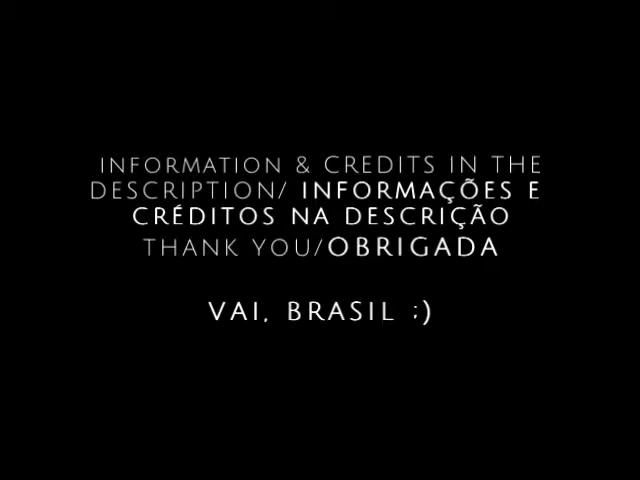 INFORMATION & CREDITS IN THE
DESCRIPTION/ INFORMAÇÕES E
CRÉDITOS NA DESCRIÇÃO
THANK YOU/OBRIGADA
VAI, BRASIL ;)